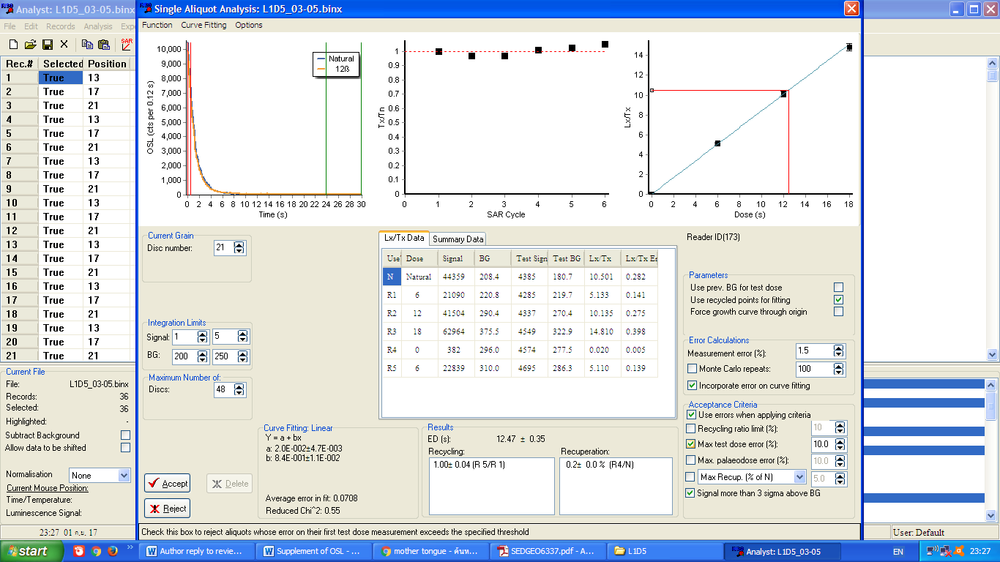 Analyst: L1D5_03-05.binx
Single Aliquot Analysis: L1D5_03-05.binx
File Edit Records Analysis
Function Curve Fitting Options
SAR
Rec.# Selected Position
1 True 13
2 True 17
3 True 21
4 True 13
5 True 17
6 True 21
7 True 13
8 True 17
9 True 21
10 True 13
11 True 17
12 True 21
13 True 13
14 True 17
15 True 21
16 True 13
17 True 17
18 True 21
19 True 13
20 True 17
21 True 21
OSL (cts per 0.12 s)
10,000
9,000
8,000
7,000
6,000
5,000
4,000
3,000
2,000
1,000
0
0 2 4 6 8 10 12 14 16 18 20 22 24 26 28 30
Time (s)
Natural
12ß
Tx/Tn
1
0.9
0.8
0.7
0.6
0.5
0.4
0.3
0.2
0.1
0
0 1 2 3 4 5 6
SAR Cycle
Lx/Tx
14
12
10
8
6
4
2
0
0 2 4 6 8 10 12 14 16 18
Dose (s)
Current Grain
Disc number: 21
Integration Limits
Signal: 1 5
BG: 200 250
Maximum Number of:
Discs: 48
Accept Delete
Reject
Lx/Tx Data Summary Data
Use Dose Signal BG Test Sign Test BG Lx/Tx Lx/Tx Er
N Natural 44359 208.4 4385 180.7 10.501 0.282
R1 6 21090 220.8 4285 219.7 5.133 0.141
R2 12 41504 290.4 4337 270.4 10.135 0.275
R3 18 62964 375.5 4549 322.9 14.810 0.398
R4 0 382 296.0 4574 277.5 0.020 0.005
R5 6 22839 310.0 4695 286.3 5.110 0.139
Curve Fitting: Linear
Y = a + bx
a: 2.0E-002±4.7E-003
b: 8.4E-001±1.1E-002
Average error in fit: 0.0708
Reduced Chi^2: 0.55
Results
ED (s): 12.47 ± 0.35
Recycling: Recuperation:
1.00± 0.04 (R 5/R 1) 0.2± 0.0 % (R4/N)
Reader ID(173)
Parameters
Use prev. BG for test dose
Use recycled points for fitting
Force growth curve through origin
Error Calculations
Measurement error (%): 1.5
Monte Carlo repeats: 100
Incorporate error on curve fitting
Acceptance Criteria
Use errors when applying criteria
Recycling ratio limit (%): 10
Max test dose error (%): 10.0
Max. palaeodose error (%): 10.0
Max Recup. (% of N) 5.0
Signal more than 3 sigma above BG
Current File
File: L1D5_03-05.binx
Records: 36
Selected: 36
Highlighted: -
Subtract Background
Allow data to be shifted
Normalisation None
Current Mouse Position:
Time/Temperature:
Luminescence Signal:
23:27 01 ก.ย. 17
Check this box to reject aliquots whose error on their first test dose measurement exceeds the specified threshold
User: Default
start
Author reply to revie...
Supplement of OSL - ...
mother tongue - ค้นห...
SEDGEO6337.pdf - A...
L1D5
Analyst: L1D5_03-05
EN
23:27